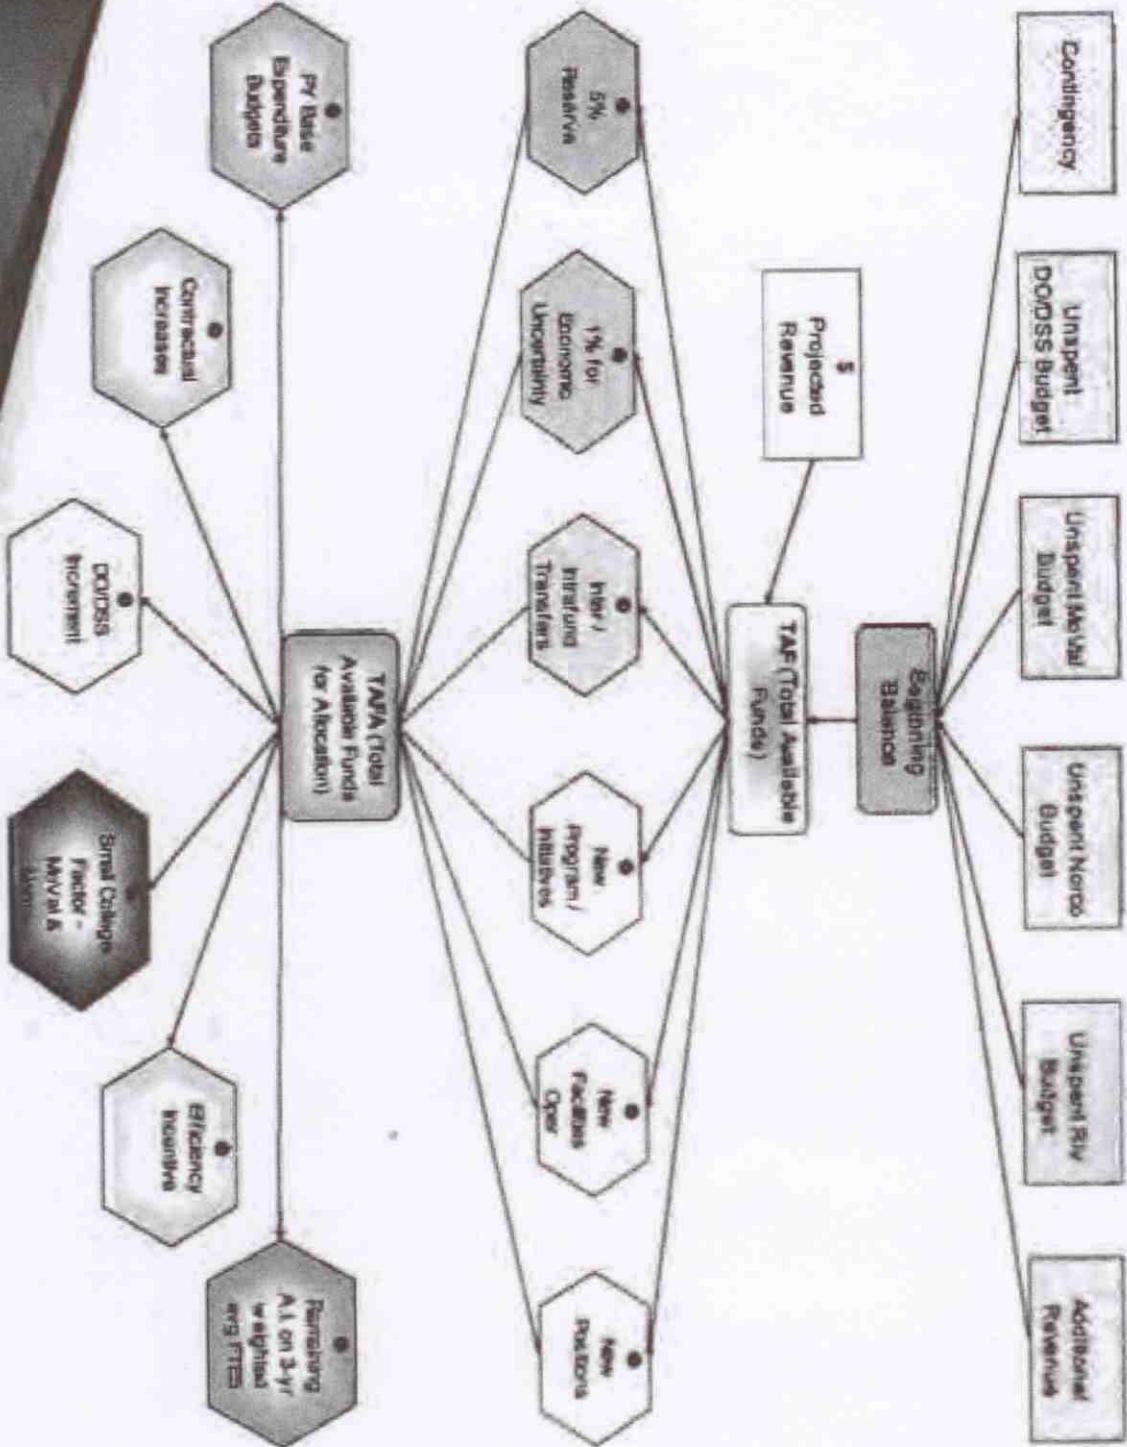 Contingency
Unspent
DO/DSS Budget
Unspent MoVal
Budget
Unspent Norco
Budget
Unspent Riv
Budget
Additional
Revenue
Beginning
Balance
$
Projected
Revenue
TAF (Total Available
Funds)
5%
Reserve
1% for
Economic
Uncertainty
Inter /
Intrafund
Transfers
New
Program /
Initiatives
New
Facilities
Oper
New
Positions
TAFA (Total
Available Funds
for Allocation)
PY Base
Expenditure
Budgets
Contractual
Increases
DO/DSS
Increment
Small College
Factor -
MoVal &
Efficiency
Incentive
Remaining
A.I. on 3-yr
weighted
avg FTES